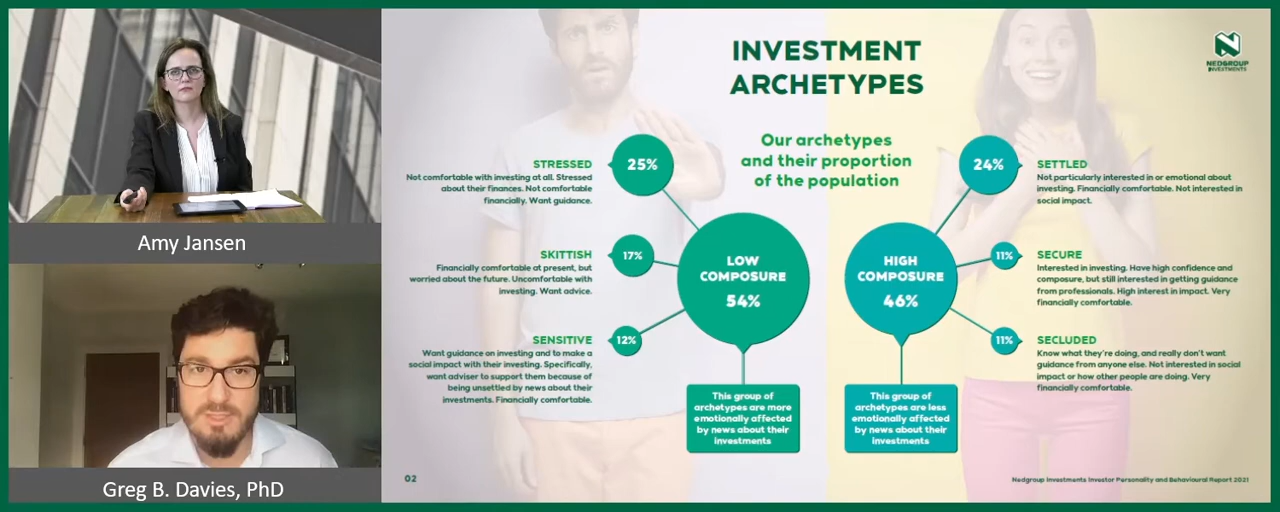 Amy Jansen
Greg B. Davies, PhD
INVESTMENT
ARCHETYPES
NEDGROUP
INVESTMENTS
Our archetypes
and their proportion
of the population
STRESSED
25%
Not comfortable with investing at all. Stressed
about their finances. Not comfortable
financially. Want guidance.
SKITTISH
17%
Financially comfortable at present, but
worried about the future. Uncomfortable with
investing. Want advice.
SENSITIVE
12%
Want guidance on investing and to make a
social impact with their investing. Specifically,
want adviser to support them because of
being unsettled by news about their
investments. Financially comfortable.
LOW
COMPOSURE
54%
This group of
archetypes are more
emotionally affected
by news about their
investments
HIGH
COMPOSURE
46%
This group of
archetypes are less
emotionally affected
by news about their
investments
24%
SETTLED
Not particularly interested in or emotional about
investing. Financially comfortable. Not interested in
social impact.
11%
SECURE
Interested in investing. Have high confidence and
composure, but still interested in getting guidance
from professionals. High interest in impact. Very
financially comfortable.
11%
SECLUDED
Know what they're doing, and really don't want
guidance from anyone else. Not interested in social
impact or how other people are doing. Very
financially comfortable.
02
Nedgroup Investments Investor Personality and Behavioural Report 2021